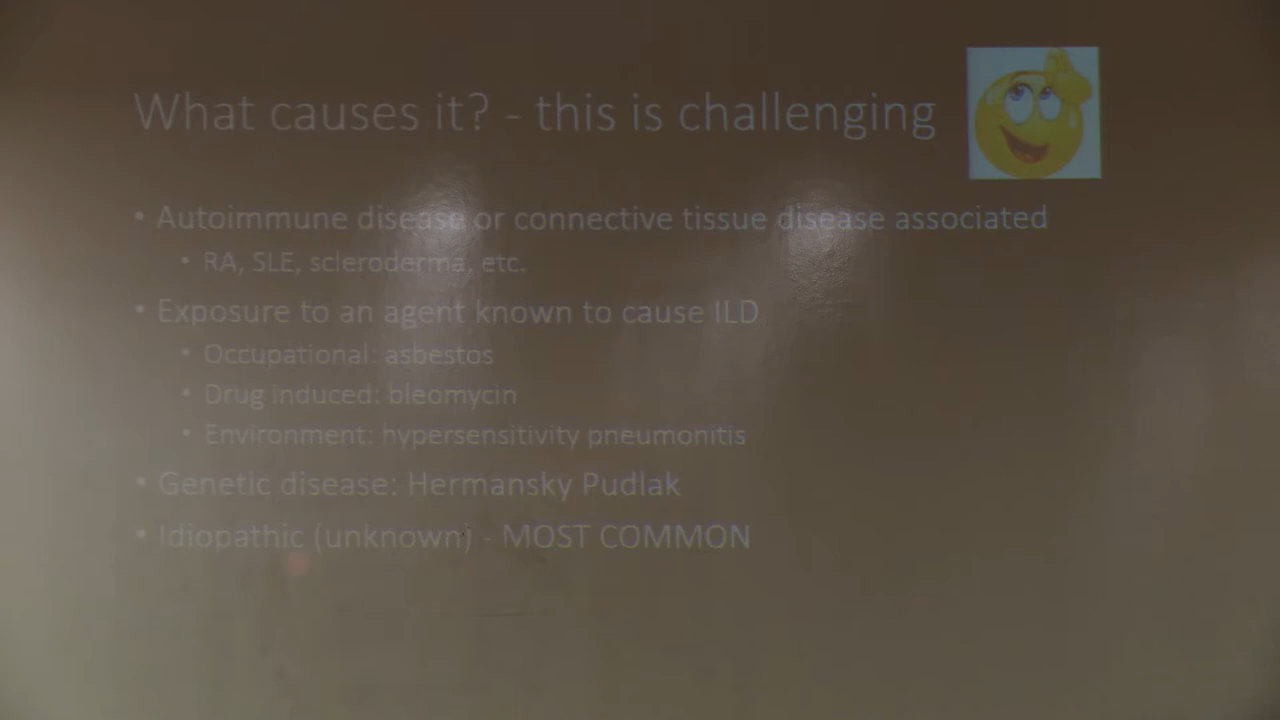 What causes it? - this is challenging
• Autoimmune disease or connective tissue disease associated
• RA, SLE, scleroderma, etc.
• Exposure to an agent known to cause ILD
• Occupational: asbestos
• Drug induced: bleomycin
• Environment: hypersensitivity pneumonitis
• Genetic disease: Hermansky Pudlak
• Idiopathic (unknown) - MOST COMMON